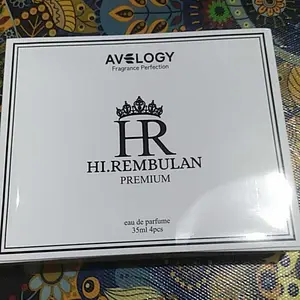 AVELOGY
Fragrance Perfection
HR
HI.REMBULAN
PREMIUM
eau de parfume
35ml 4pcs